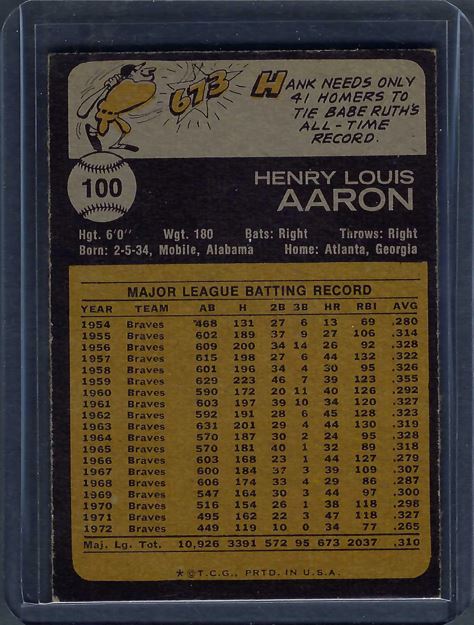 673
HANK NEEDS ONLY
41 HOMERS TO
TIE BABE RUTH'S
ALL-TIME
RECORD.
100
HENRY LOUIS
AARON
Hgt. 6'0" Wgt. 180 Bats: Right Throws: Right
Born: 2-5-34, Mobile, Alabama Home: Atlanta, Georgia
MAJOR LEAGUE BATTING RECORD
YEAR TEAM AB H 2B 3B HR RBI AVG
1954 Braves 468 131 27 6 13 69 .280
1955 Braves 602 189 37 9 27 106 .314
1956 Braves 609 200 34 14 26 92 .328
1957 Braves 615 198 27 6 44 132 .322
1958 Braves 601 196 34 4 30 95 .326
1959 Braves 629 223 46 7 39 123 .355
1960 Braves 590 172 20 11 40 126 .292
1961 Braves 603 197 39 10 34 120 .327
1962 Braves 592 191 28 6 45 128 .323
1963 Braves 631 201 29 4 44 130 .319
1964 Braves 570 187 30 2 24 95 .328
1965 Braves 570 181 40 1 32 89 .318
1966 Braves 603 168 23 1 44 127 .279
1967 Braves 600 184 37 3 39 109 .307
1968 Braves 606 174 33 4 29 86 .287
1969 Braves 547 164 30 3 44 97 .300
1970 Braves 516 154 26 1 38 118 .298
1971 Braves 495 162 22 3 47 118 .327
1972 Braves 449 119 10 0 34 77 .265
Maj. Lg. Tot. 10,926 3391 572 95 673 2037 .310
*©T.C.G., PRTD. IN U.S.A.